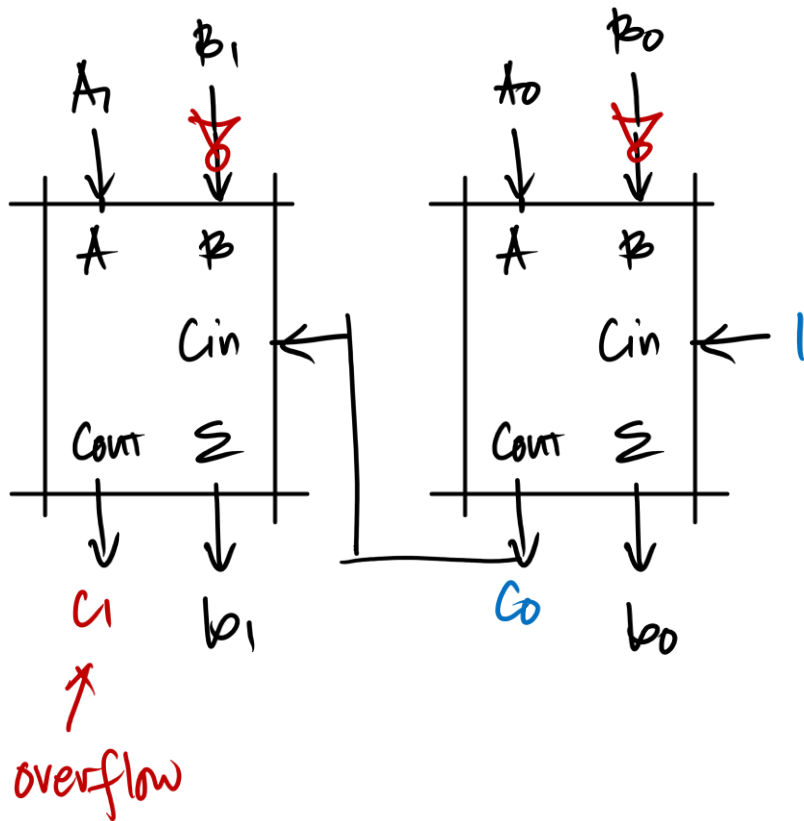 B1 B0
A1 A0
A B A B
Cin Cin 1
Cout Σ Cout Σ
C1 b1 C0 b0
overflow